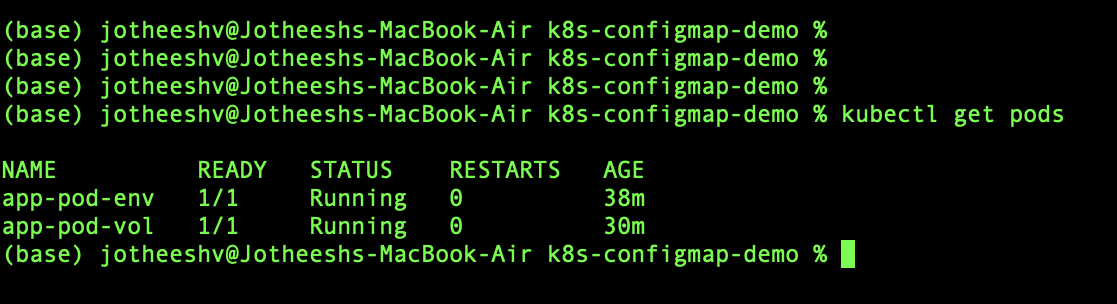 (base) jotheeshv@Jotheeshs-MacBook-Air k8s-configmap-demo %
(base) jotheeshv@Jotheeshs-MacBook-Air k8s-configmap-demo %
(base) jotheeshv@Jotheeshs-MacBook-Air k8s-configmap-demo %
(base) jotheeshv@Jotheeshs-MacBook-Air k8s-configmap-demo % kubectl get pods
NAME          READY   STATUS    RESTARTS   AGE
app-pod-env   1/1     Running   0          38m
app-pod-vol   1/1     Running   0          30m
(base) jotheeshv@Jotheeshs-MacBook-Air k8s-configmap-demo %